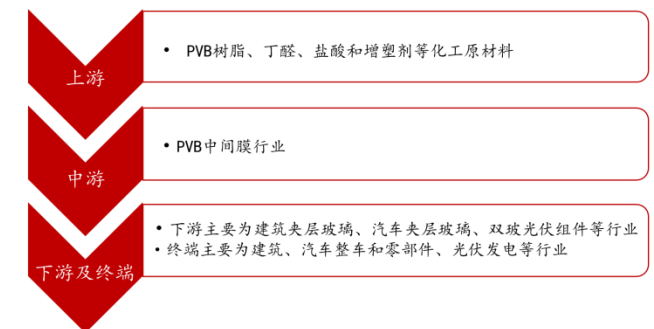 上游
• PVB树脂、丁醛、盐酸和增塑剂等化工原材料
中游
• PVB中间膜行业
下游及终端
• 下游主要为建筑夹层玻璃、汽车夹层玻璃、双玻光伏组件等行业
• 终端主要为建筑、汽车整车和零部件、光伏发电等行业